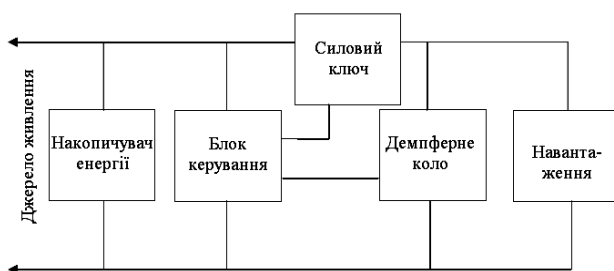 Джерело живлення
Силовий
ключ
Накопичувач
енергії
Блок
керування
Демпферне
коло
Наванта-
ження